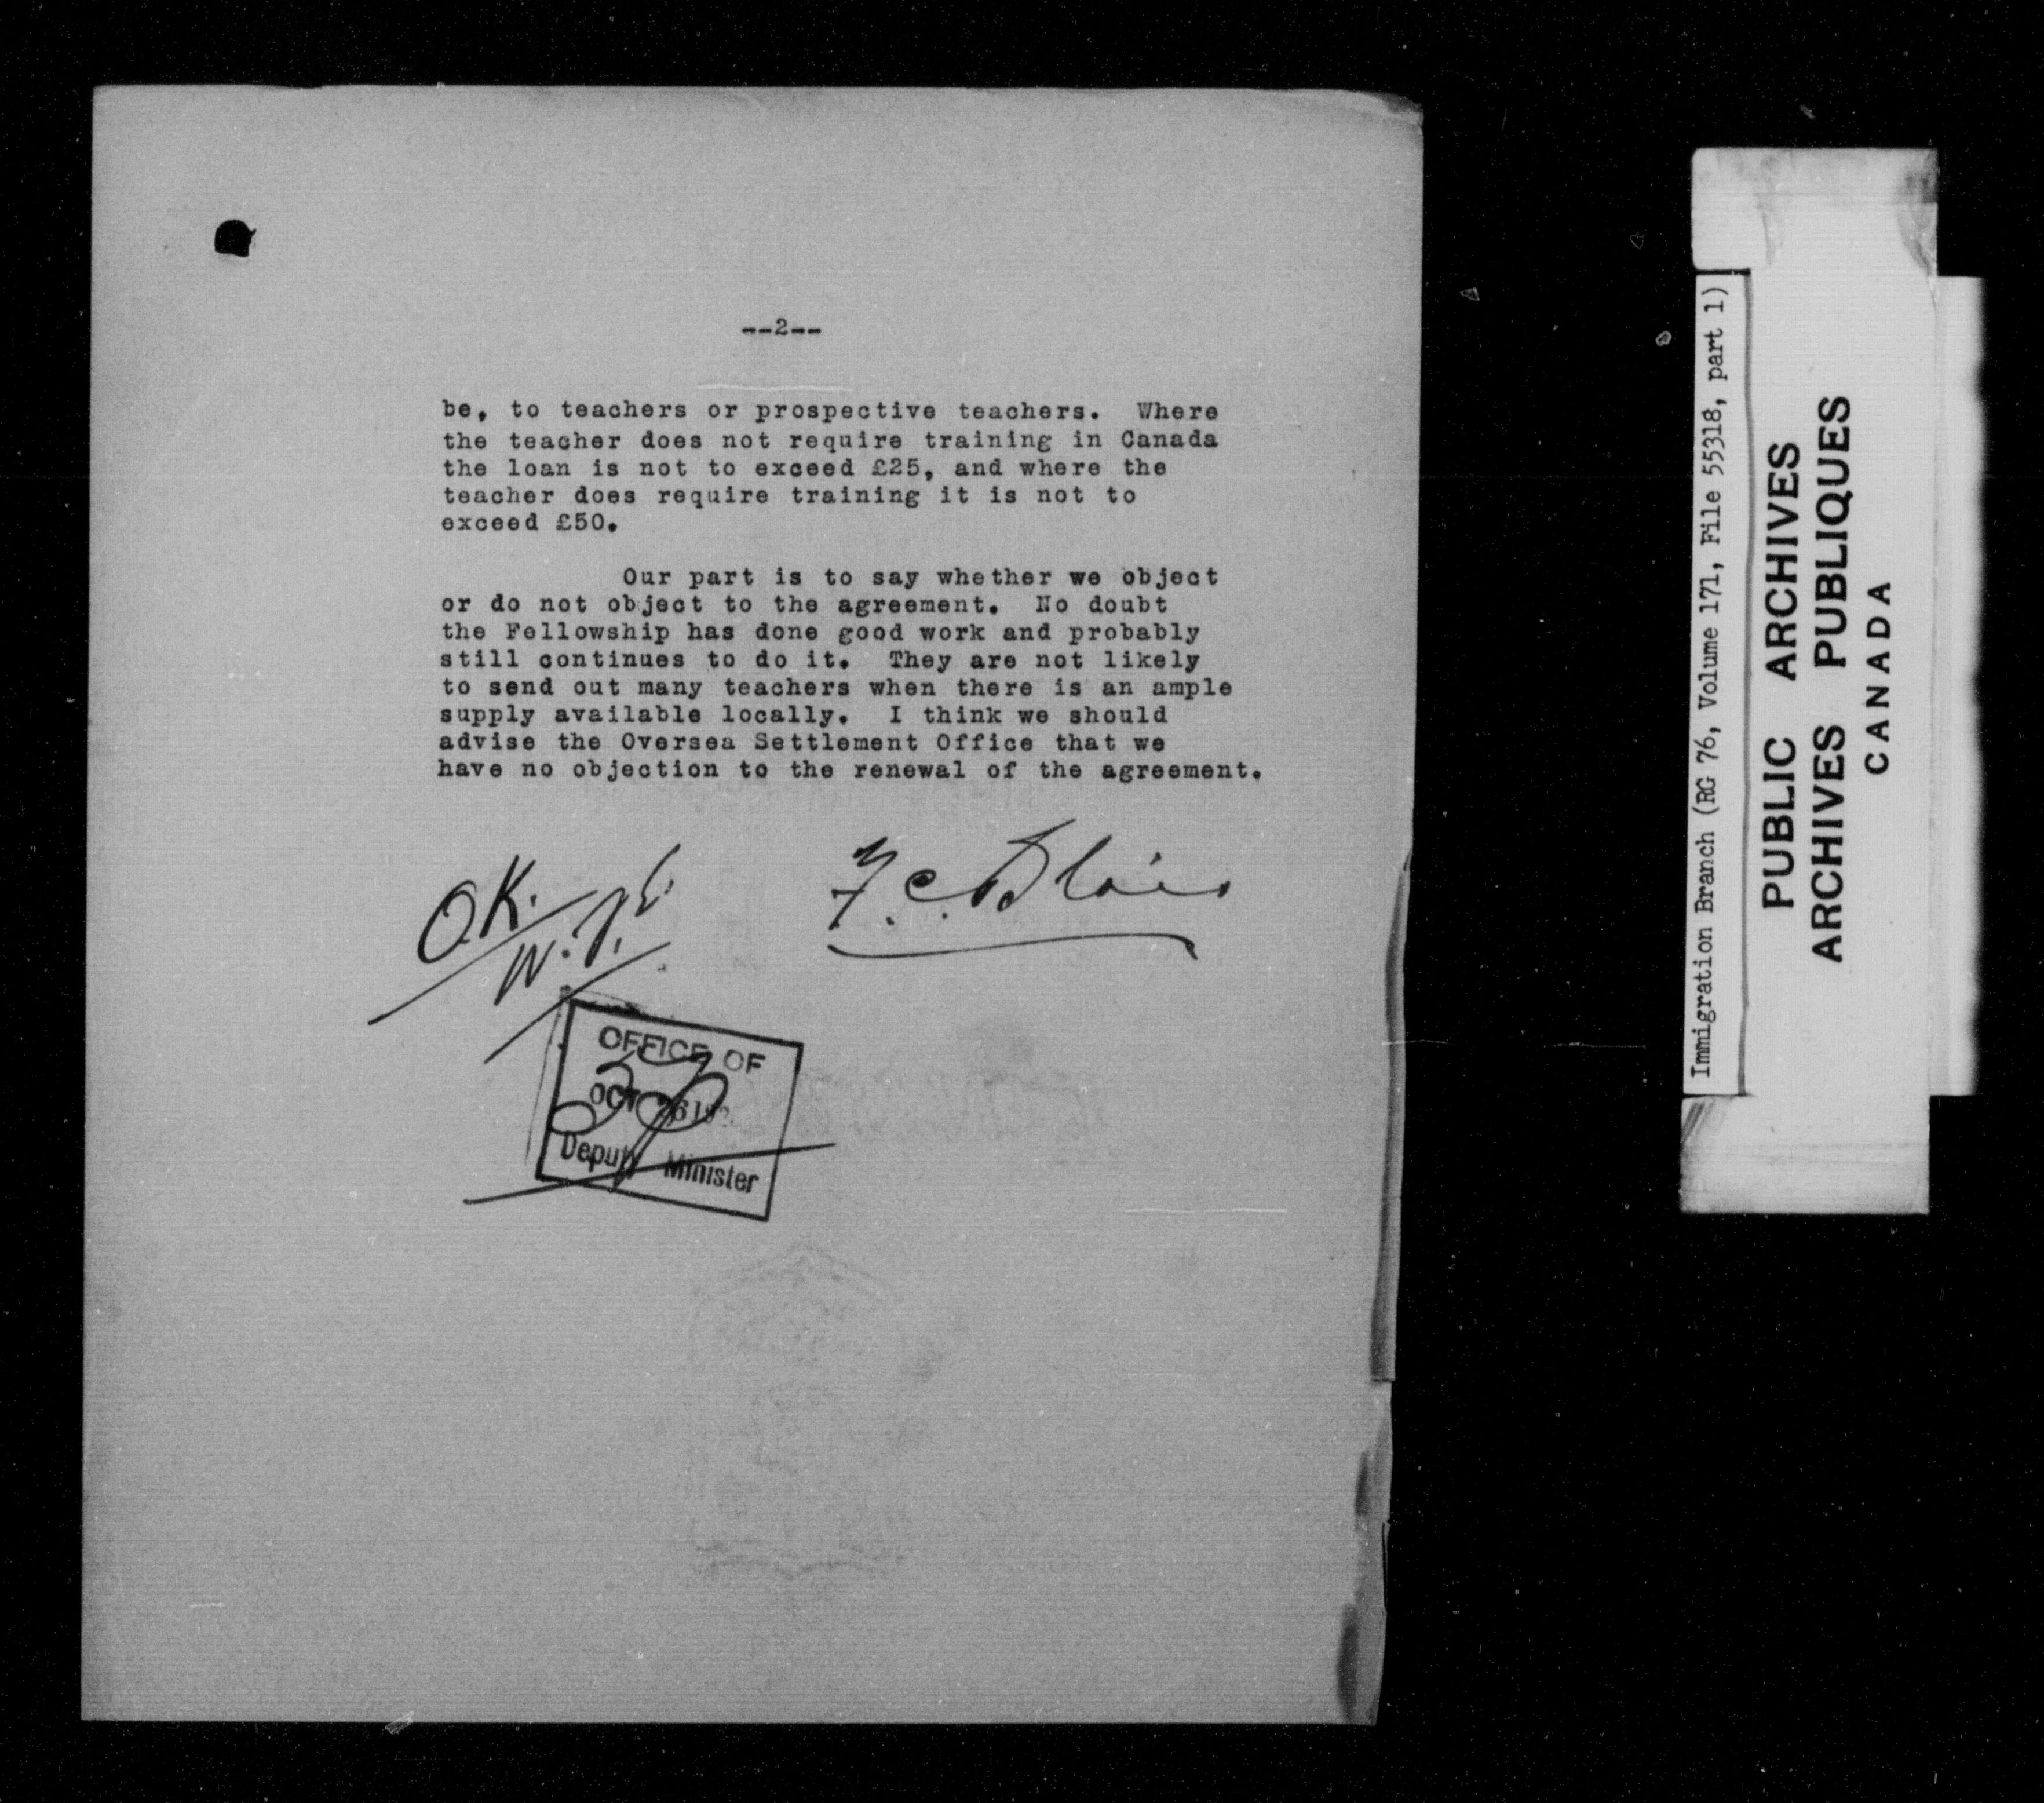 --2--
be, to teachers or prospective teachers. Where
the teacher does not require training in Canada
the loan is not to exceed £25, and where the
teacher does require training it is not to
exceed £50.
Our part is to say whether we object
or do not object to the agreement. No doubt
the Fellowship has done good work and probably
still continues to do it. They are not likely
to send out many teachers when there is an ample
supply available locally. I think we should
advise the Oversea Settlement Office that we
have no objection to the renewal of the agreement.
O.K.
F. C. Blair
OFFICE OF
OCT
Deputy Minister
Immigration Branch (RG 76, Volume 171, File 55318, part 1)
PUBLIC ARCHIVES
ARCHIVES PUBLIQUES
CANADA